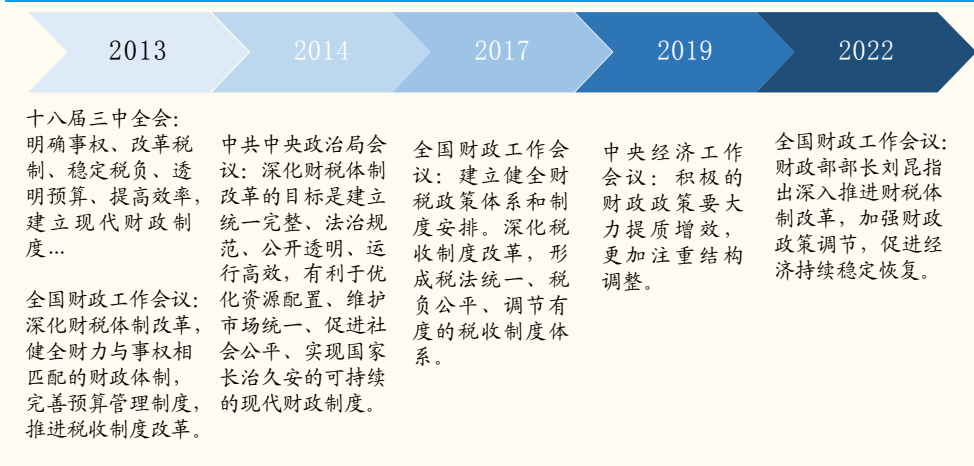 2013
2014
2017
2019
2022
十八届三中全会：
明确事权、改革税
制、稳定税负、透
明预算、提高效率，
建立现代财政制
度...
全国财政工作会议：
深化财税体制改革，
健全财力与事权相
匹配的财政体制，
完善预算管理制度，
推进税收制度改革。
中共中央政治局会
议：深化财税体制
改革的目标是建立
统一完整、法治规
范、公开透明、运
行高效，有利于优
化资源配置、维护
市场统一、促进社
会公平、实现国家
长治久安的可持续
的现代财政制度。
全国财政工作会
议：建立健全财
税政策体系和制
度安排。深化税
收制度改革，形
成税法统一、税
负公平、调节有
度的税收制度体
系。
中央经济工作
会议：积极的
财政政策要大
力提质增效，
更加注重结构
调整。
全国财政工作会议：
财政部部长刘昆指
出深入推进财税体
制改革，加强财政
政策调节，促进经
济持续稳定恢复。